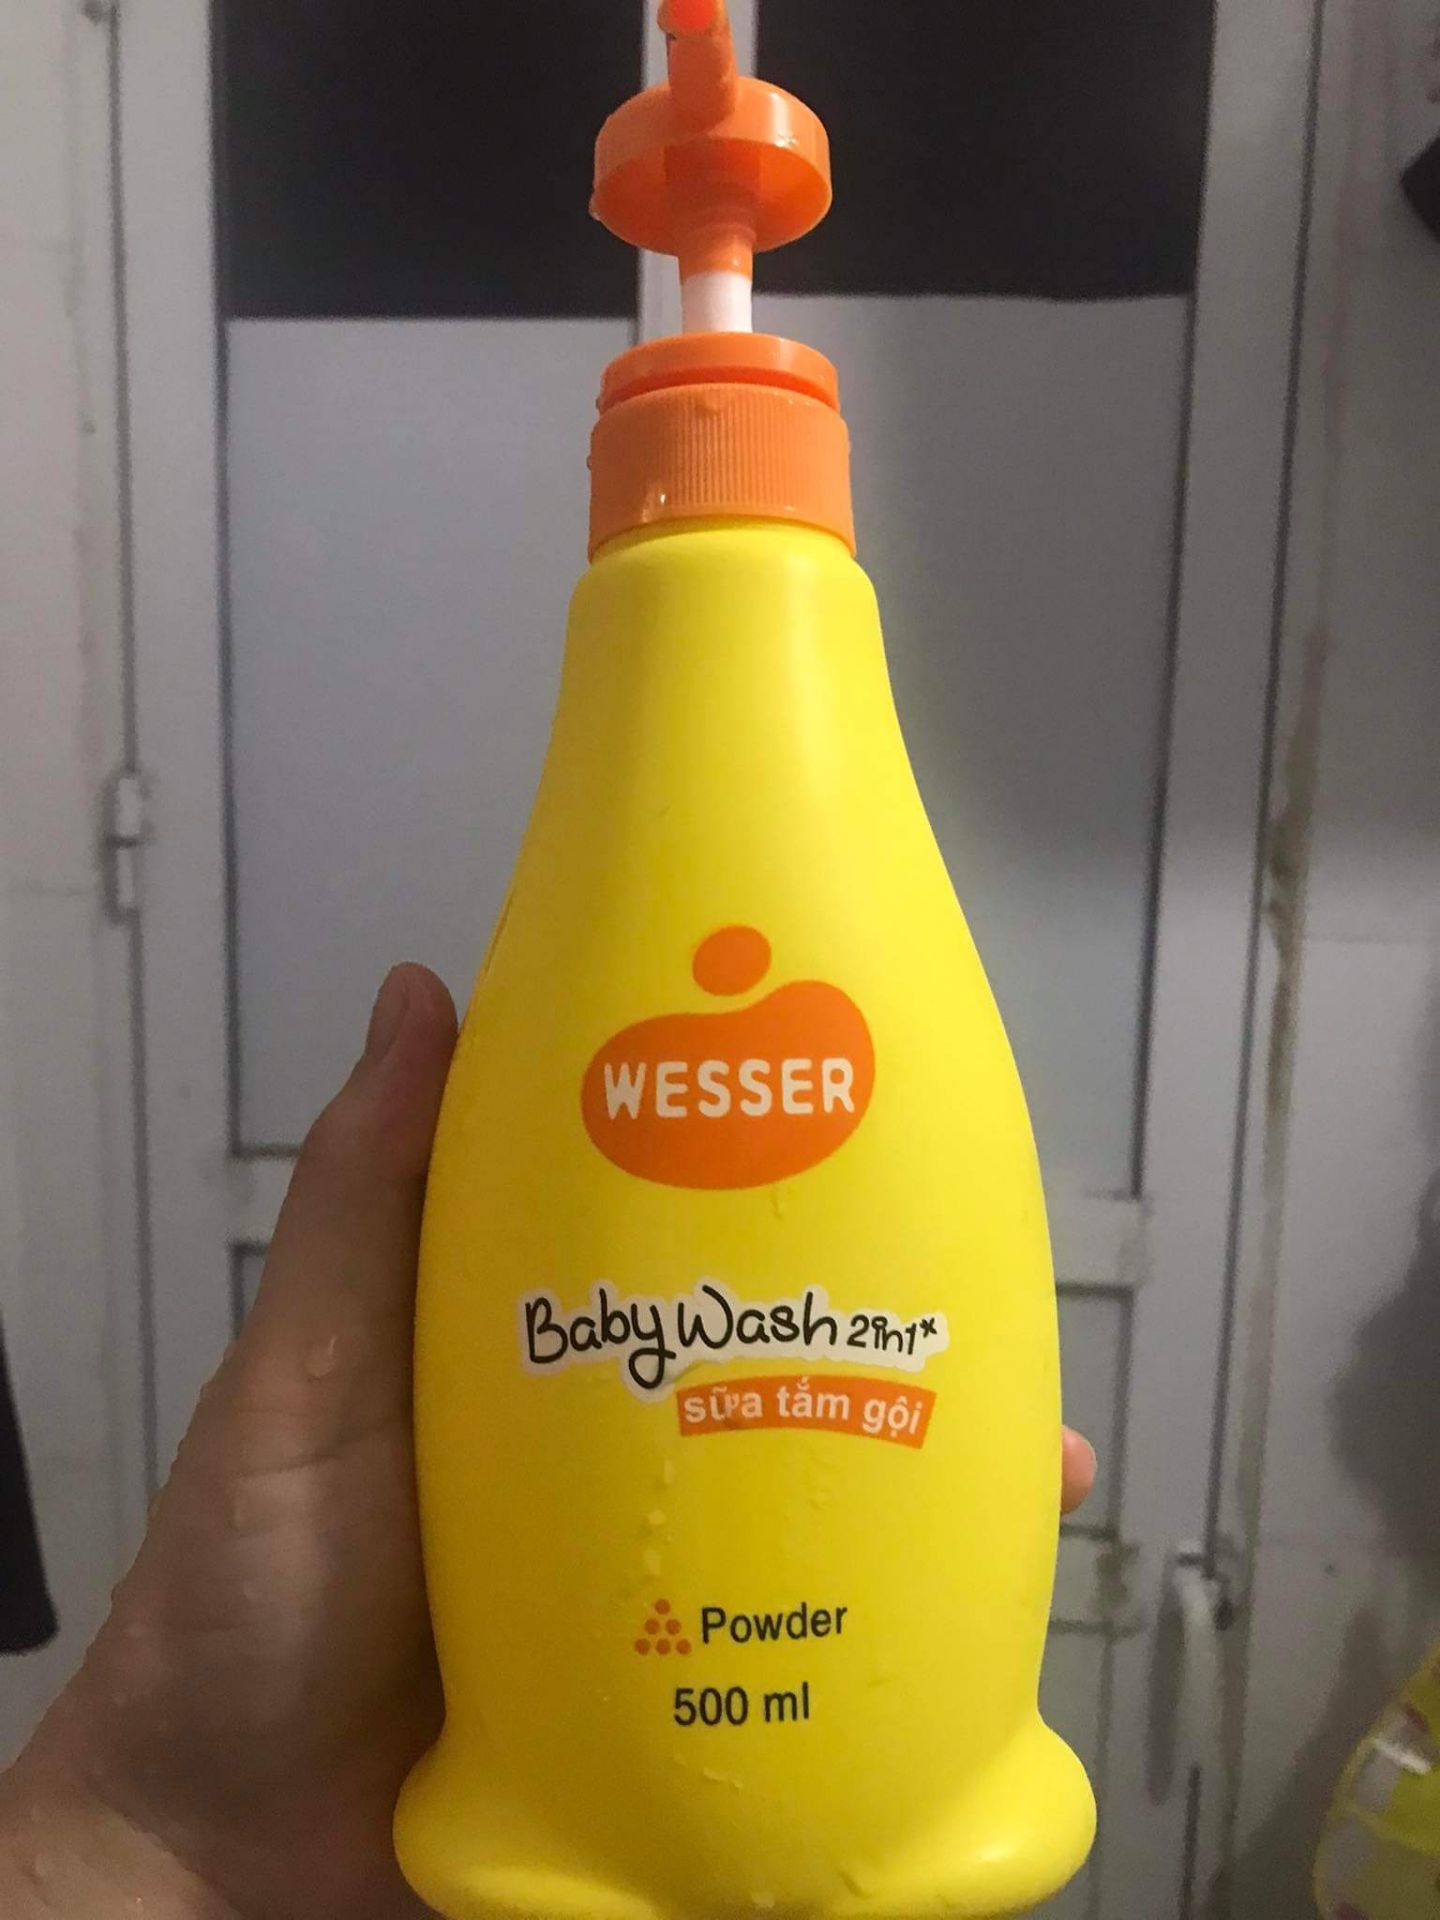 WESSER
Baby Wash 2in1*
sữa tắm gội
Powder
500 ml